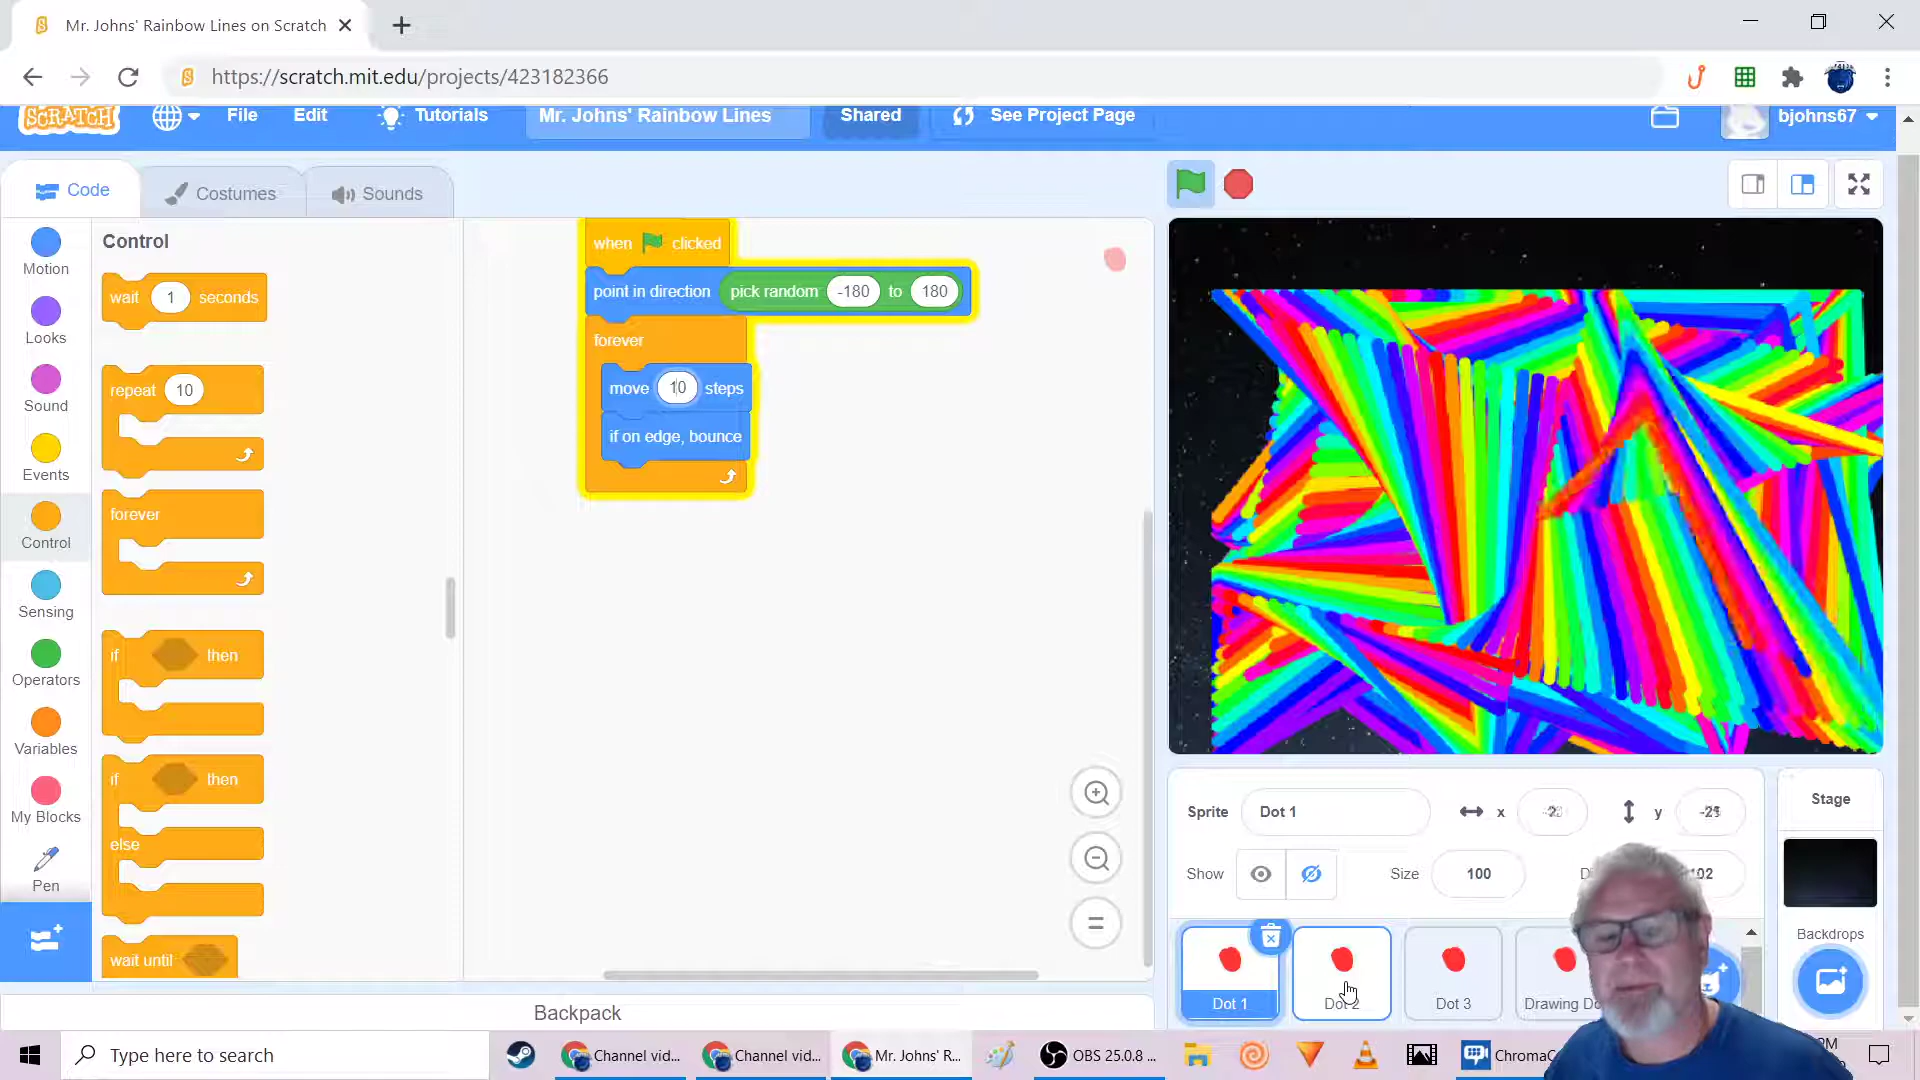 Mr. Johns' Rainbow Lines on Scratch
https://scratch.mit.edu/projects/423182366
SCRATCH File Edit Tutorials Mr. Johns' Rainbow Lines Shared See Project Page bjohns67
Code Costumes Sounds
Motion
Looks
Sound
Events
Control
Sensing
Operators
Variables
My Blocks
Pen
Control
wait 1 seconds
repeat 10
forever
if then
if then
else
wait until
when clicked
point in direction pick random -180 to 180
forever
move 10 steps
if on edge, bounce
Backpack
Sprite Dot 1 x y
Show Size 100
Dot 1 Dot 2 Dot 3 Drawing
Stage
Backdrops
Type here to search
Channel vid... Channel vid... Mr. Johns' R... OBS 25.0.8 ...